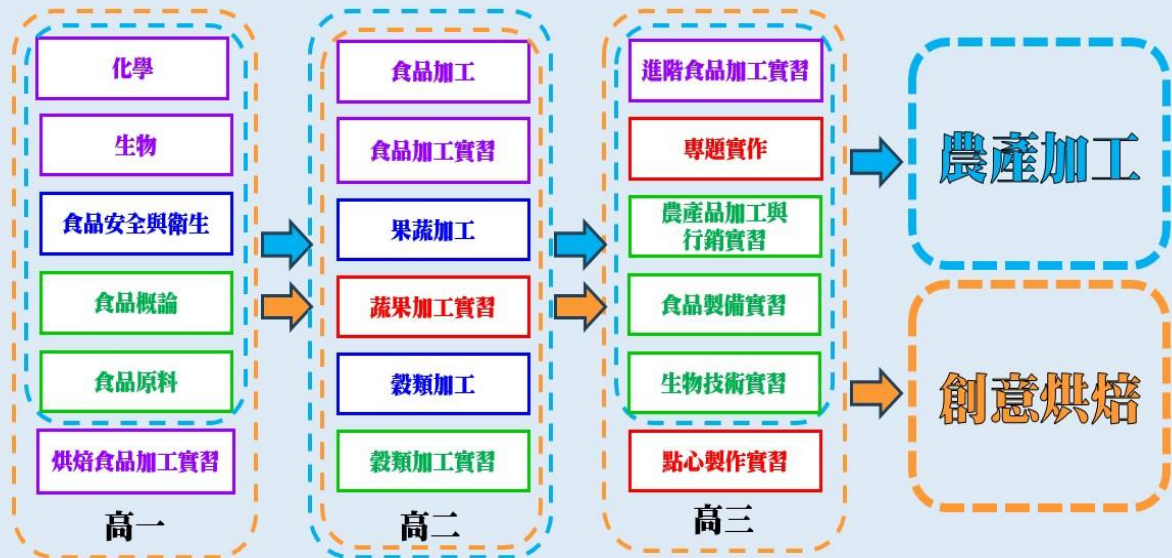 化學
生物
食品安全與衛生
食品概論
食品原料
烘焙食品加工實習
高一
食品加工
食品加工實習
果蔬加工
蔬果加工實習
穀類加工
穀類加工實習
高二
進階食品加工實習
專題實作
農產品加工與
行銷實習
食品製備實習
生物技術實習
點心製作實習
高三
農產加工
創意烘焙